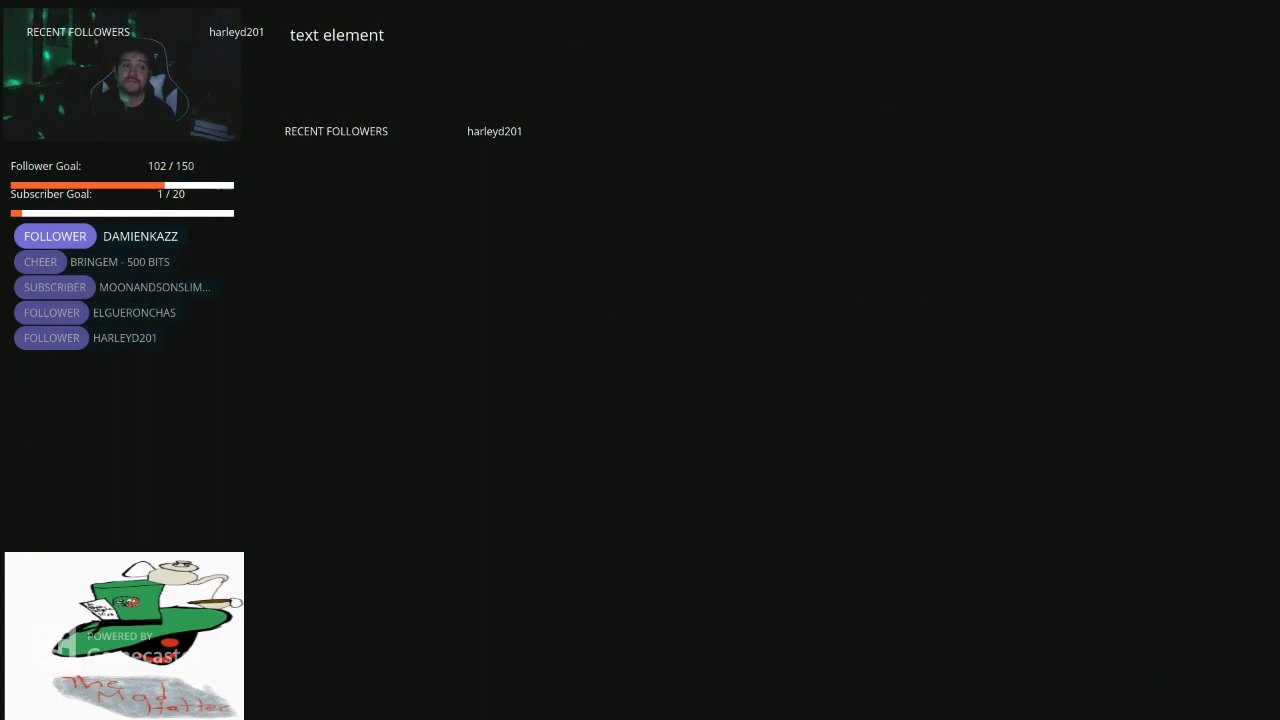 RECENT FOLLOWERS harleyd201
text element
RECENT FOLLOWERS harleyd201
Follower Goal: 102 / 150
Subscriber Goal: 1 / 20
FOLLOWER DAMIENKAZZ
CHEER BRINGEM - 500 BITS
SUBSCRIBER MOONANDSONSLIM...
FOLLOWER ELGUERONCHAS
FOLLOWER HARLEYD201
POWERED BY
Gamecaster
The
Mad
Hatter